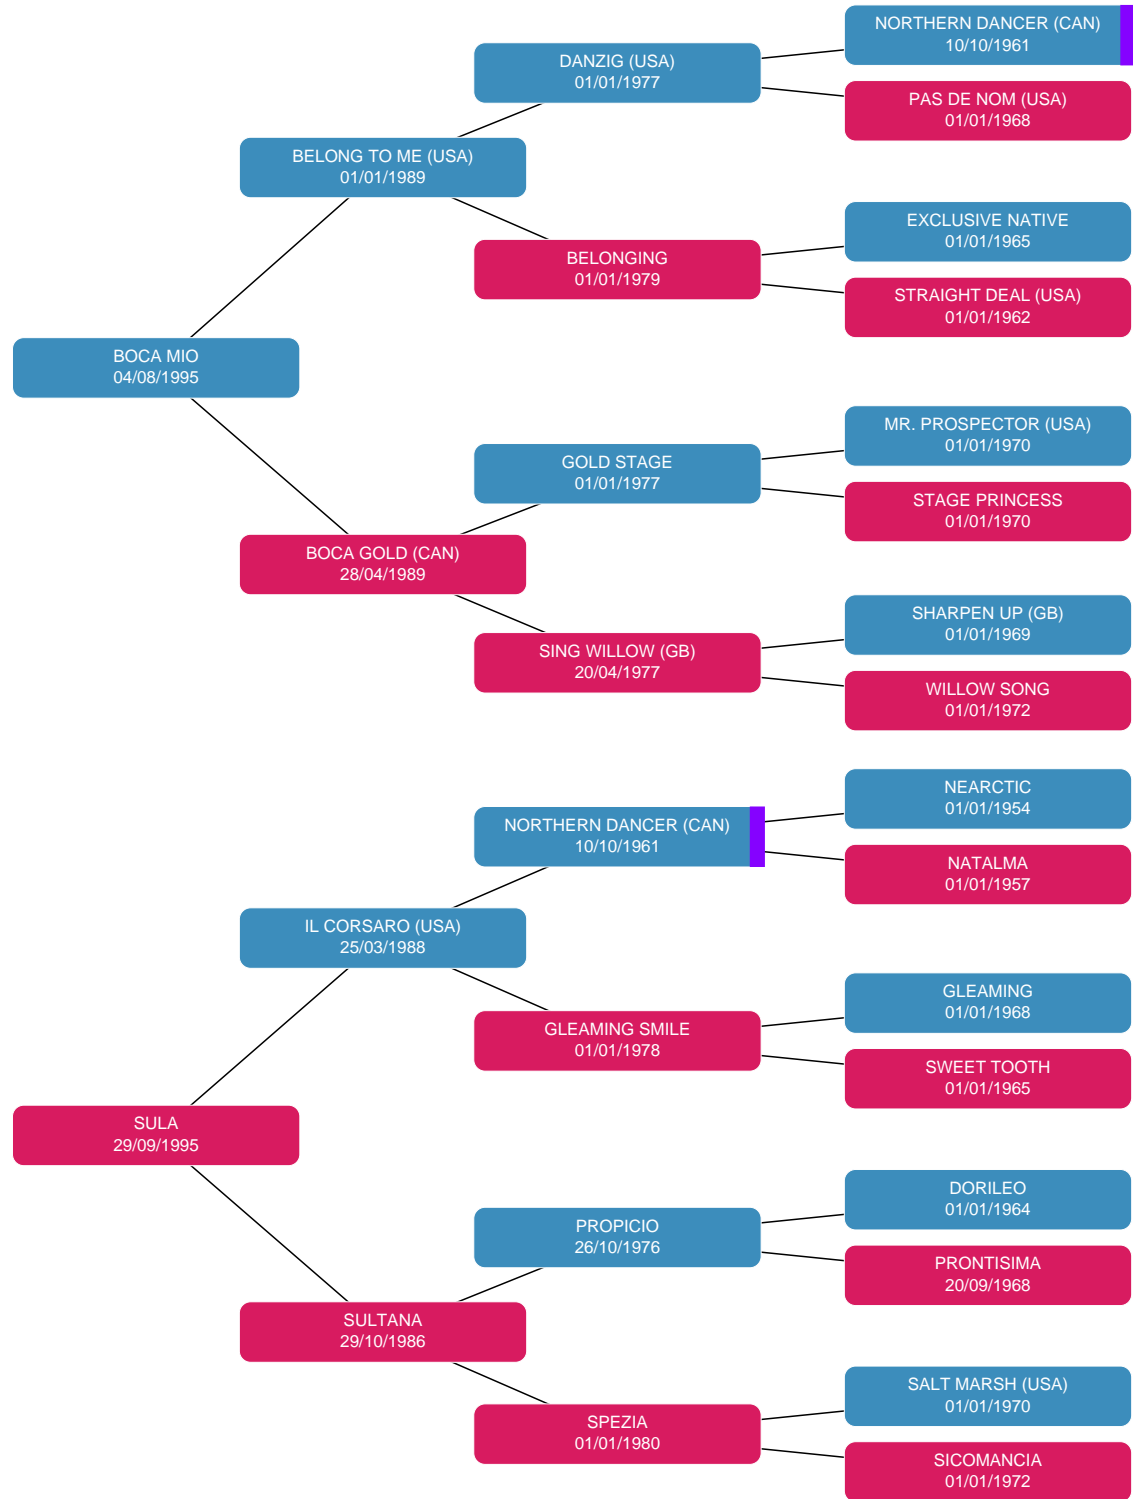 NORTHERN DANCER (CAN)
10/10/1961
DANZIG (USA)
01/01/1977
PAS DE NOM (USA)
01/01/1968
BELONG TO ME (USA)
01/01/1989
EXCLUSIVE NATIVE
01/01/1965
BELONGING
01/01/1979
STRAIGHT DEAL (USA)
01/01/1962
BOCA MIO
04/08/1995
MR. PROSPECTOR (USA)
01/01/1970
GOLD STAGE
01/01/1977
STAGE PRINCESS
01/01/1970
BOCA GOLD (CAN)
28/04/1989
SHARPEN UP (GB)
01/01/1969
SING WILLOW (GB)
20/04/1977
WILLOW SONG
01/01/1972
NEARCTIC
01/01/1954
NORTHERN DANCER (CAN)
10/10/1961
NATALMA
01/01/1957
IL CORSARO (USA)
25/03/1988
GLEAMING
01/01/1968
GLEAMING SMILE
01/01/1978
SWEET TOOTH
01/01/1965
SULA
29/09/1995
DORILEO
01/01/1964
PROPICIO
26/10/1976
PRONTISIMA
20/09/1968
SULTANA
29/10/1986
SALT MARSH (USA)
01/01/1970
SPEZIA
01/01/1980
SICOMANCIA
01/01/1972